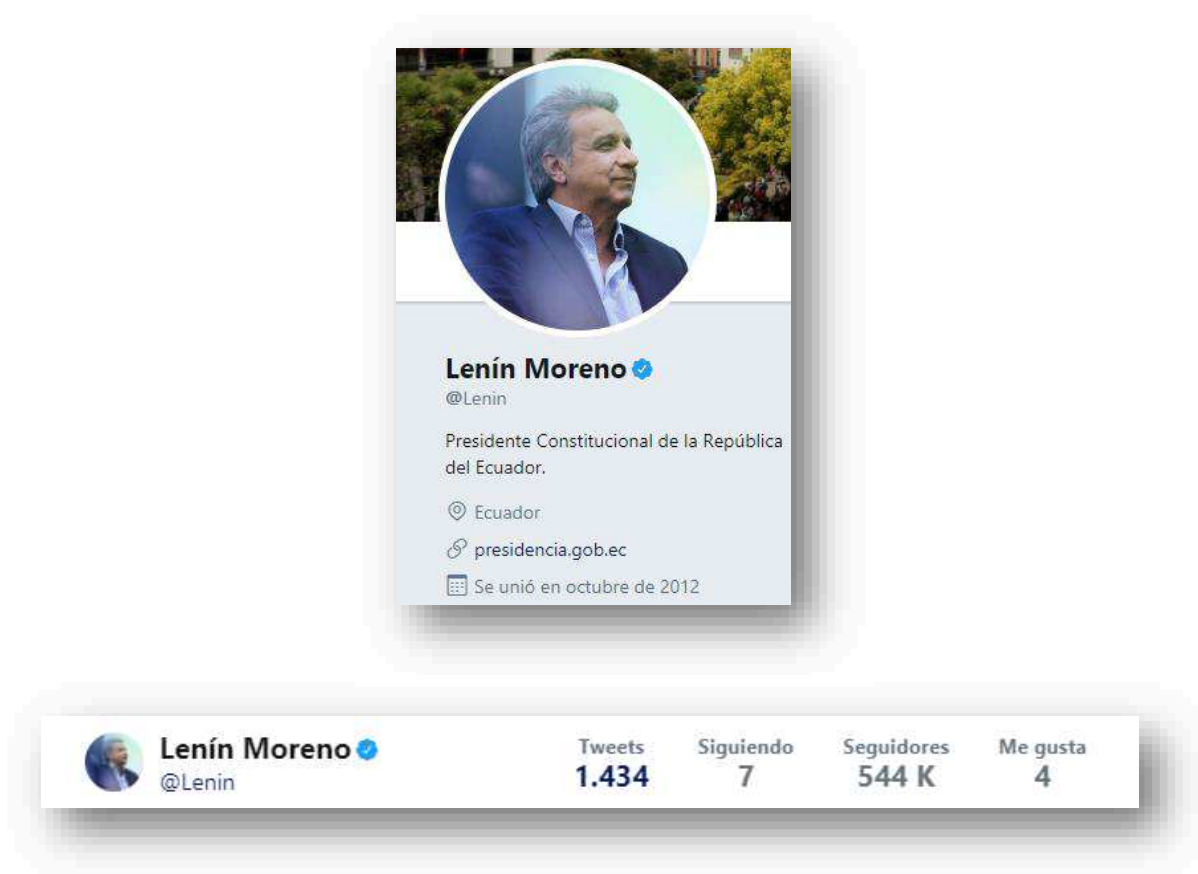 Lenín Moreno
@Lenin
Presidente Constitucional de la República
del Ecuador.
Ecuador
presidencia.gob.ec
Se unió en octubre de 2012
Lenín Moreno
@Lenin
Tweets Siguiendo Seguidores Me gusta
1.434 7 544 K 4